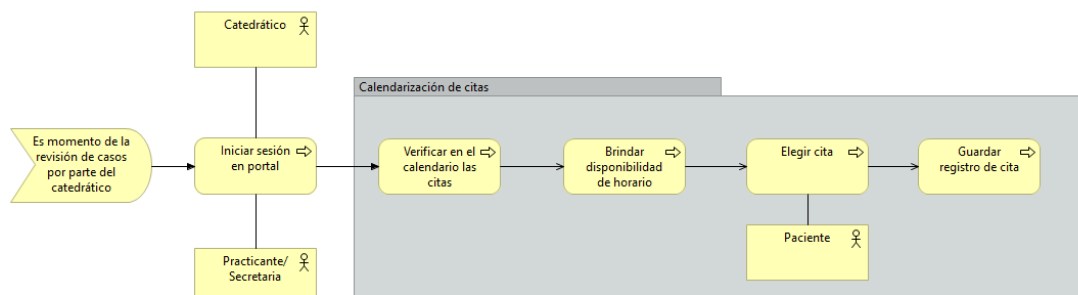 Catedrático
Calendarización de citas
Es momento de la
revisión de casos
por parte del
catedrático
Iniciar sesión
en portal
Verificar en el
calendario las
citas
Brindar
disponibilidad
de horario
Elegir cita
Guardar
registro de cita
Practicante/
Secretaria
Paciente